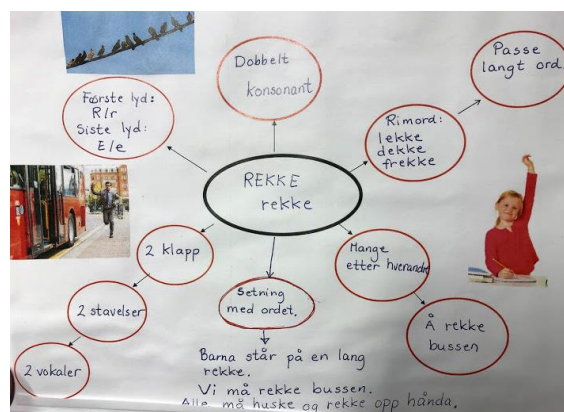 Dobbelt
konsonant
Passe
langt ord.
Første lyd:
R/r
Siste lyd:
E/e
Rimord:
lekke
dekke
frekke
REKKE
rekke
2 klapp
2 stavelser
2 vokaler
Setning
med ordet.
Hange
etter hverandre
Å rekke
bussen
Barna står på en lang
rekke.
Vi må rekke bussen.
Alle må huske og rekke opp hånda.